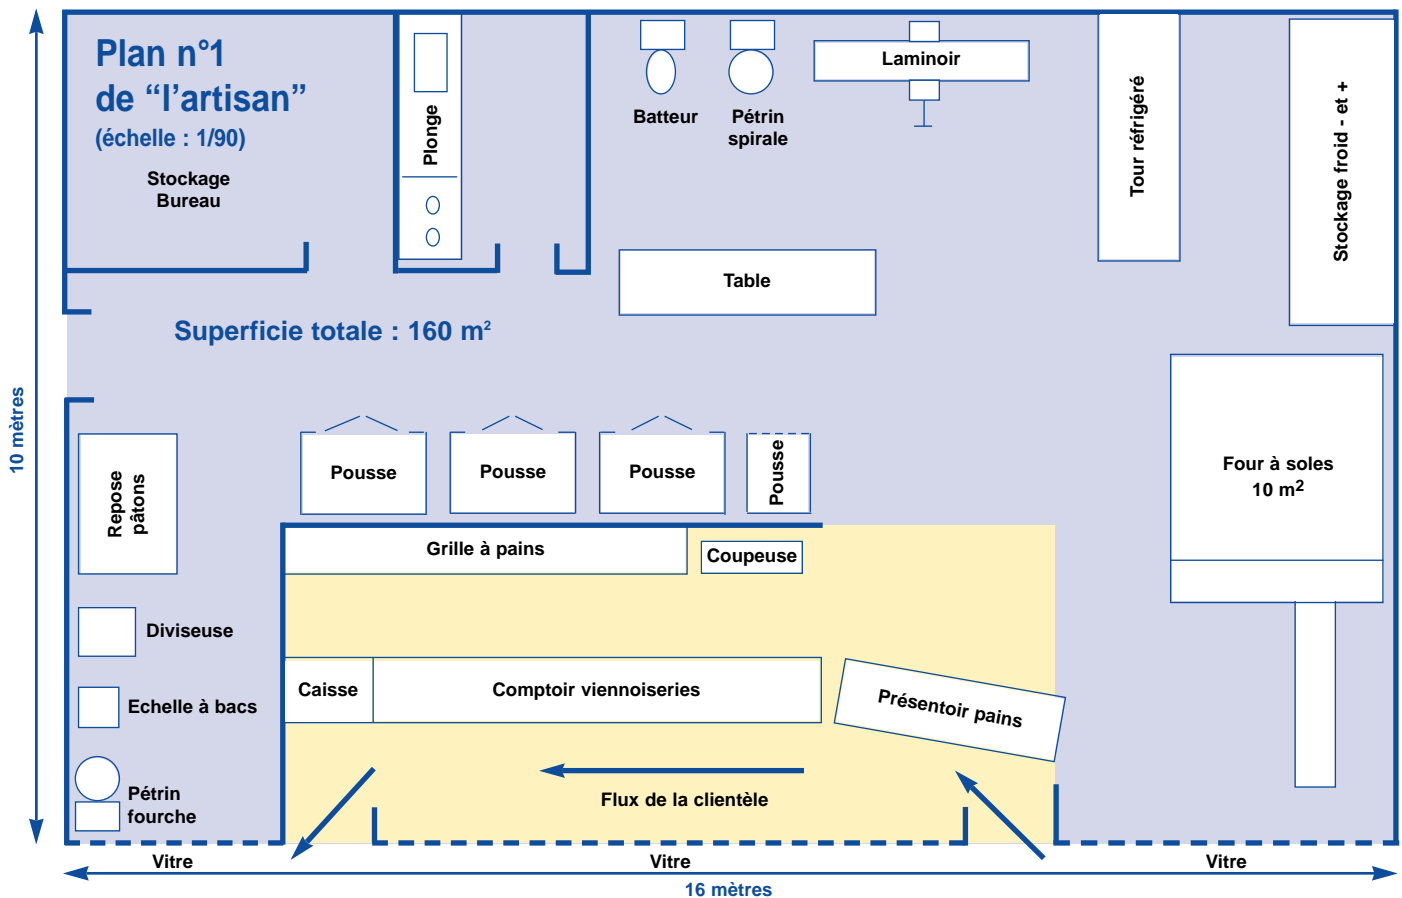 Plan n°1
de “l’artisan”
(échelle : 1/90)
Stockage
Bureau
Plonge
Batteur
Pétrin
spirale
Laminoir
Tour réfrigéré
Stockage froid - et +
Table
Superficie totale : 160 m²
10 mètres
Repose
pâtons
Pousse
Pousse
Pousse
Pousse
Four à soles
10 m²
Grille à pains
Coupeuse
Diviseuse
Caisse
Comptoir viennoiseries
Présentoir pains
Echelle à bacs
Pétrin
fourche
Flux de la clientèle
Vitre
Vitre
Vitre
16 mètres